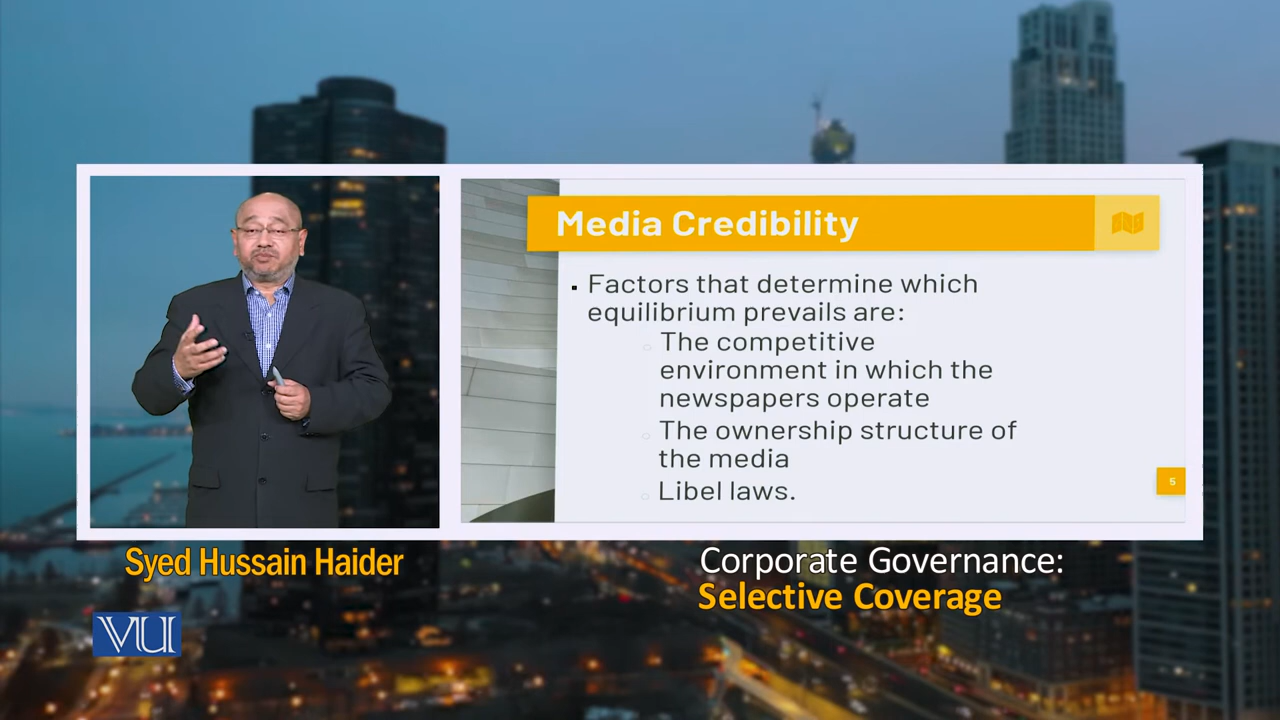 Media Credibility
Factors that determine which
equilibrium prevails are:
The competitive
environment in which the
newspapers operate
The ownership structure of
the media
Libel laws.
5
Syed Hussain Haider
Corporate Governance:
Selective Coverage
VU